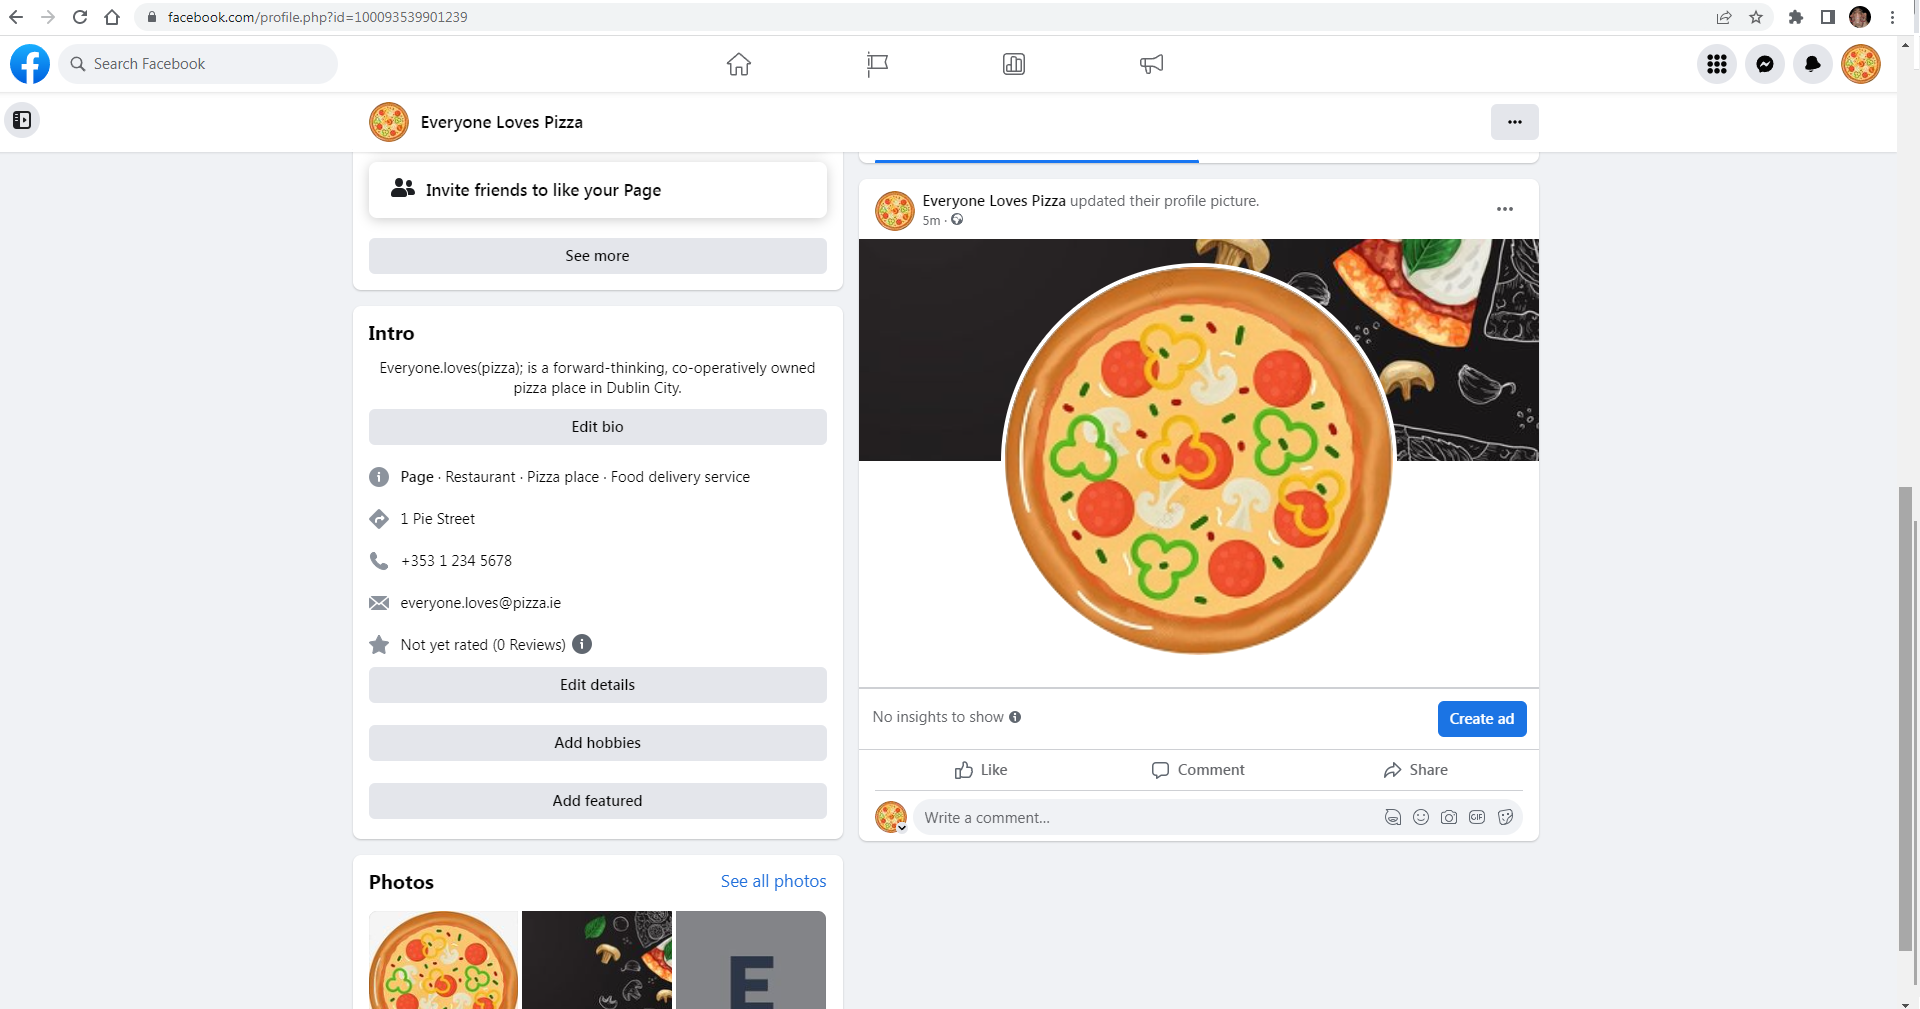 facebook.com/profile.php?id=100093539901239
Search Facebook
Everyone Loves Pizza
Invite friends to like your Page
See more
Intro
Everyone.loves(pizza); is a forward-thinking, co-operatively owned
pizza place in Dublin City.
Edit bio
Page · Restaurant · Pizza place · Food delivery service
1 Pie Street
+353 1 234 5678
everyone.loves@pizza.ie
Not yet rated (0 Reviews)
Edit details
Add hobbies
Add featured
Photos
See all photos
E
Everyone Loves Pizza updated their profile picture.
5m ·
No insights to show
Create ad
Like
Comment
Share
Write a comment...
GIF